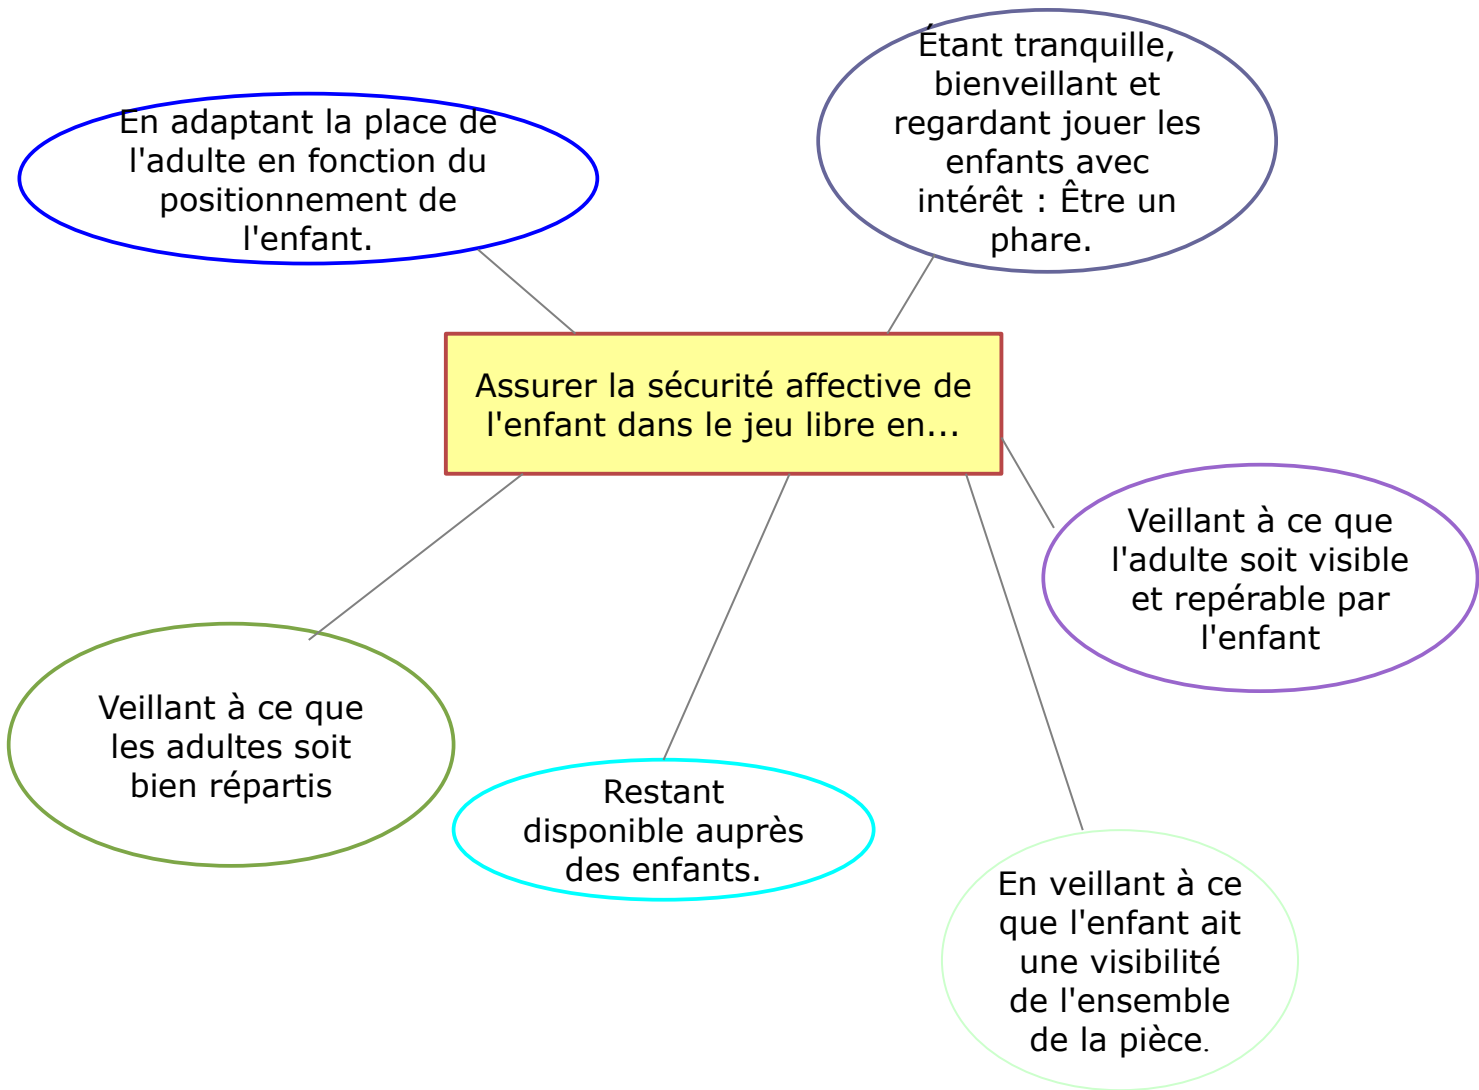 Étant tranquille,
bienveillant et
regardant jouer les
enfants avec
intérêt : Être un
phare.
En adaptant la place de
l'adulte en fonction du
positionnement de
l'enfant.
Assurer la sécurité affective de
l'enfant dans le jeu libre en...
Veillant à ce que
l'adulte soit visible
et repérable par
l'enfant
Veillant à ce que
les adultes soit
bien répartis
Restant
disponible auprès
des enfants.
En veillant à ce
que l'enfant ait
une visibilité
de l'ensemble
de la pièce.